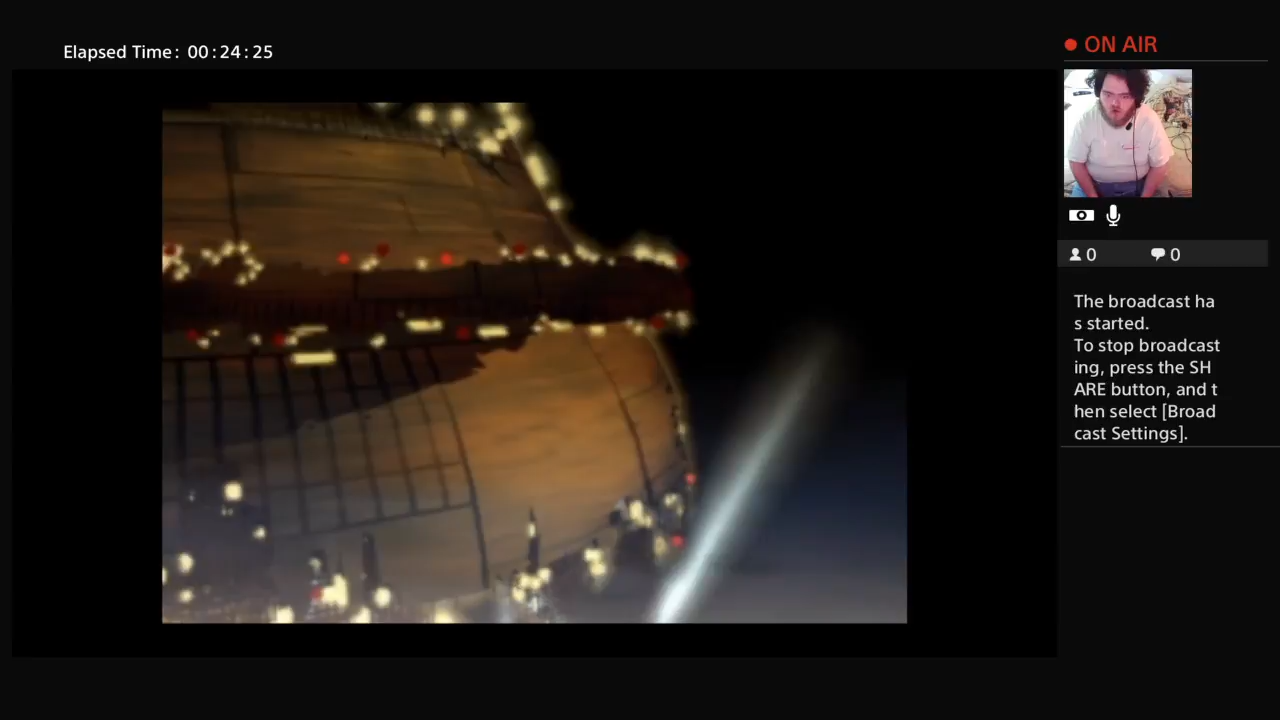 Elapsed Time: 00:24:25
ON AIR
0 0
The broadcast ha
s started.
To stop broadcast
ing, press the SH
ARE button, and t
hen select [Broad
cast Settings].